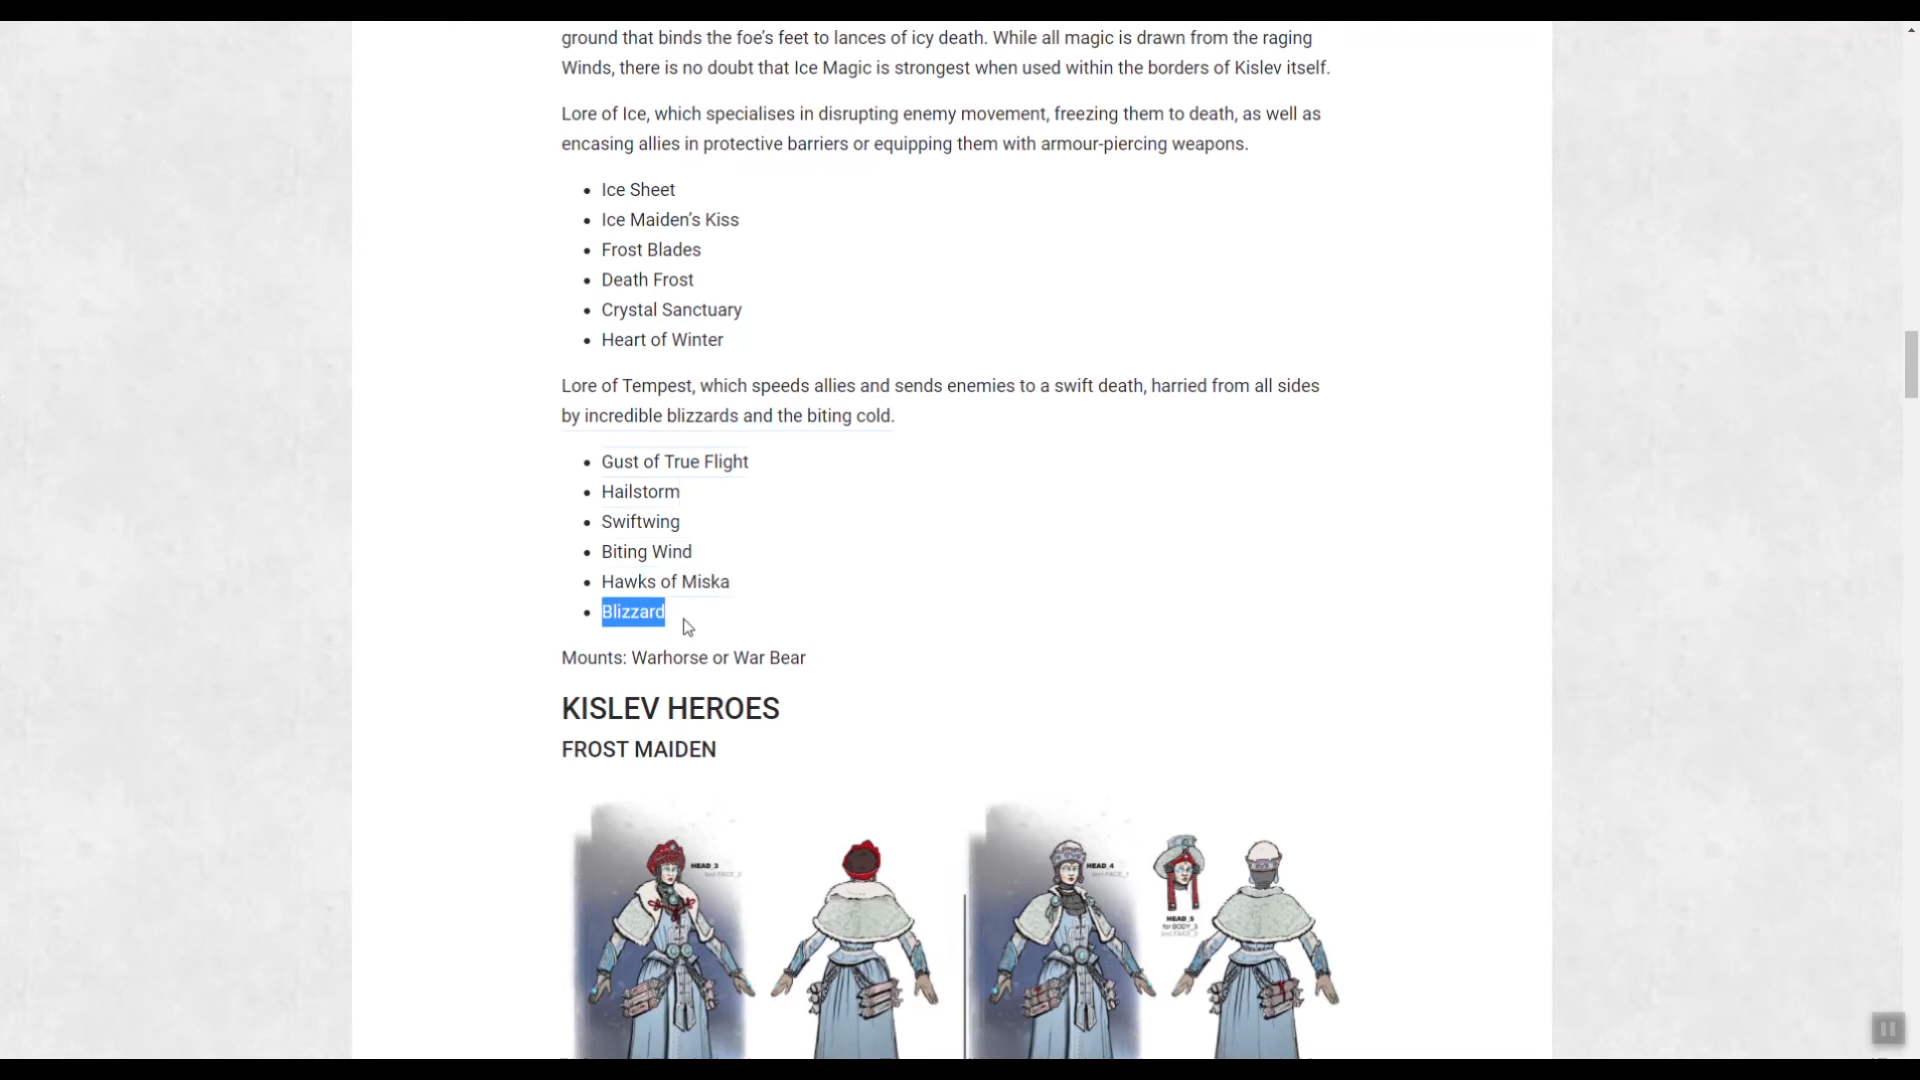 ground that binds the foe’s feet to lances of icy death. While all magic is drawn from the raging
Winds, there is no doubt that Ice Magic is strongest when used within the borders of Kislev itself.
Lore of Ice, which specialises in disrupting enemy movement, freezing them to death, as well as
encasing allies in protective barriers or equipping them with armour-piercing weapons.
• Ice Sheet
• Ice Maiden’s Kiss
• Frost Blades
• Death Frost
• Crystal Sanctuary
• Heart of Winter
Lore of Tempest, which speeds allies and sends enemies to a swift death, harried from all sides
by incredible blizzards and the biting cold.
• Gust of True Flight
• Hailstorm
• Swiftwing
• Biting Wind
• Hawks of Miska
• Blizzard
Mounts: Warhorse or War Bear
KISLEV HEROES
FROST MAIDEN
HEAD_3
HEAD_4
HEAD_5
for BODY_3